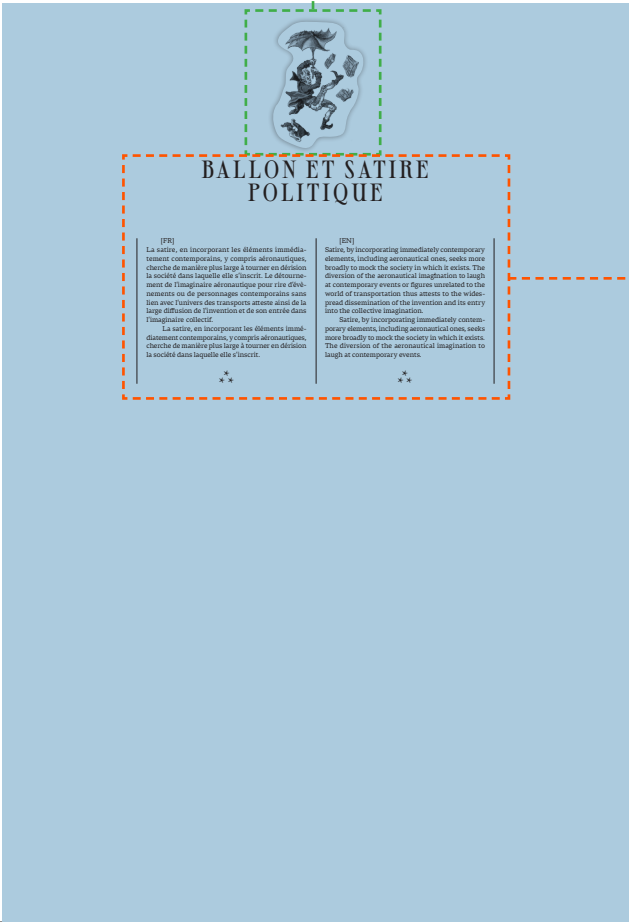 BALLON ET SATIRE
POLITIQUE
[FR]
La satire, en incorporant les éléments immédia-
tement contemporains, y compris aéronautiques,
cherche de manière plus large à tourner en dérision
la société dans laquelle elle s'inscrit. Le détourne-
ment de l'imaginaire aéronautique pour rire d'évè-
nements ou de personnages contemporains sans
lien avec l'univers des transports atteste ainsi de la
large diffusion de l'invention et de son entrée dans
l'imaginaire collectif.
La satire, en incorporant les éléments immé-
diatement contemporains, y compris aéronautiques,
cherche de manière plus large à tourner en dérision
la société dans laquelle elle s'inscrit.
[EN]
Satire, by incorporating immediately contemporary
elements, including aeronautical ones, seeks more
broadly to mock the society in which it exists. The
diversion of the aeronautical imagination to laugh
at contemporary events or figures unrelated to the
world of transportation thus attests to the wides-
pread dissemination of the invention and its entry
into the collective imagination.
Satire, by incorporating immediately contem-
porary elements, including aeronautical ones, seeks
more broadly to mock the society in which it exists.
The diversion of the aeronautical imagination to
laugh at contemporary events.